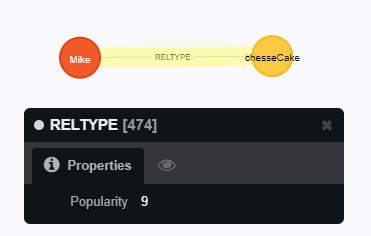 Mike
RELTYPE
chesseCake
RELTYPE [474]
Properties
Popularity 9